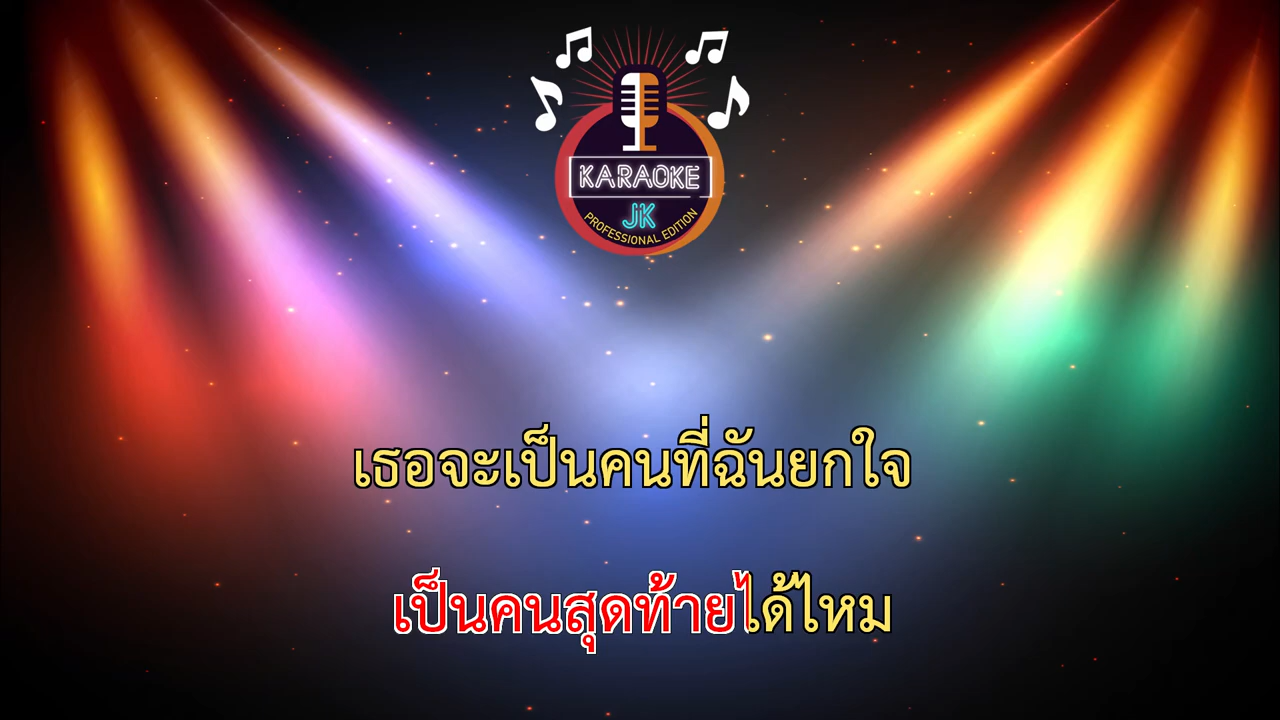 KARAOKE
JK
PROFESSIONAL EDITION
เธอจะเป็นคนที่ฉันยกใจ
เป็นคนสุดท้ายได้ไหม